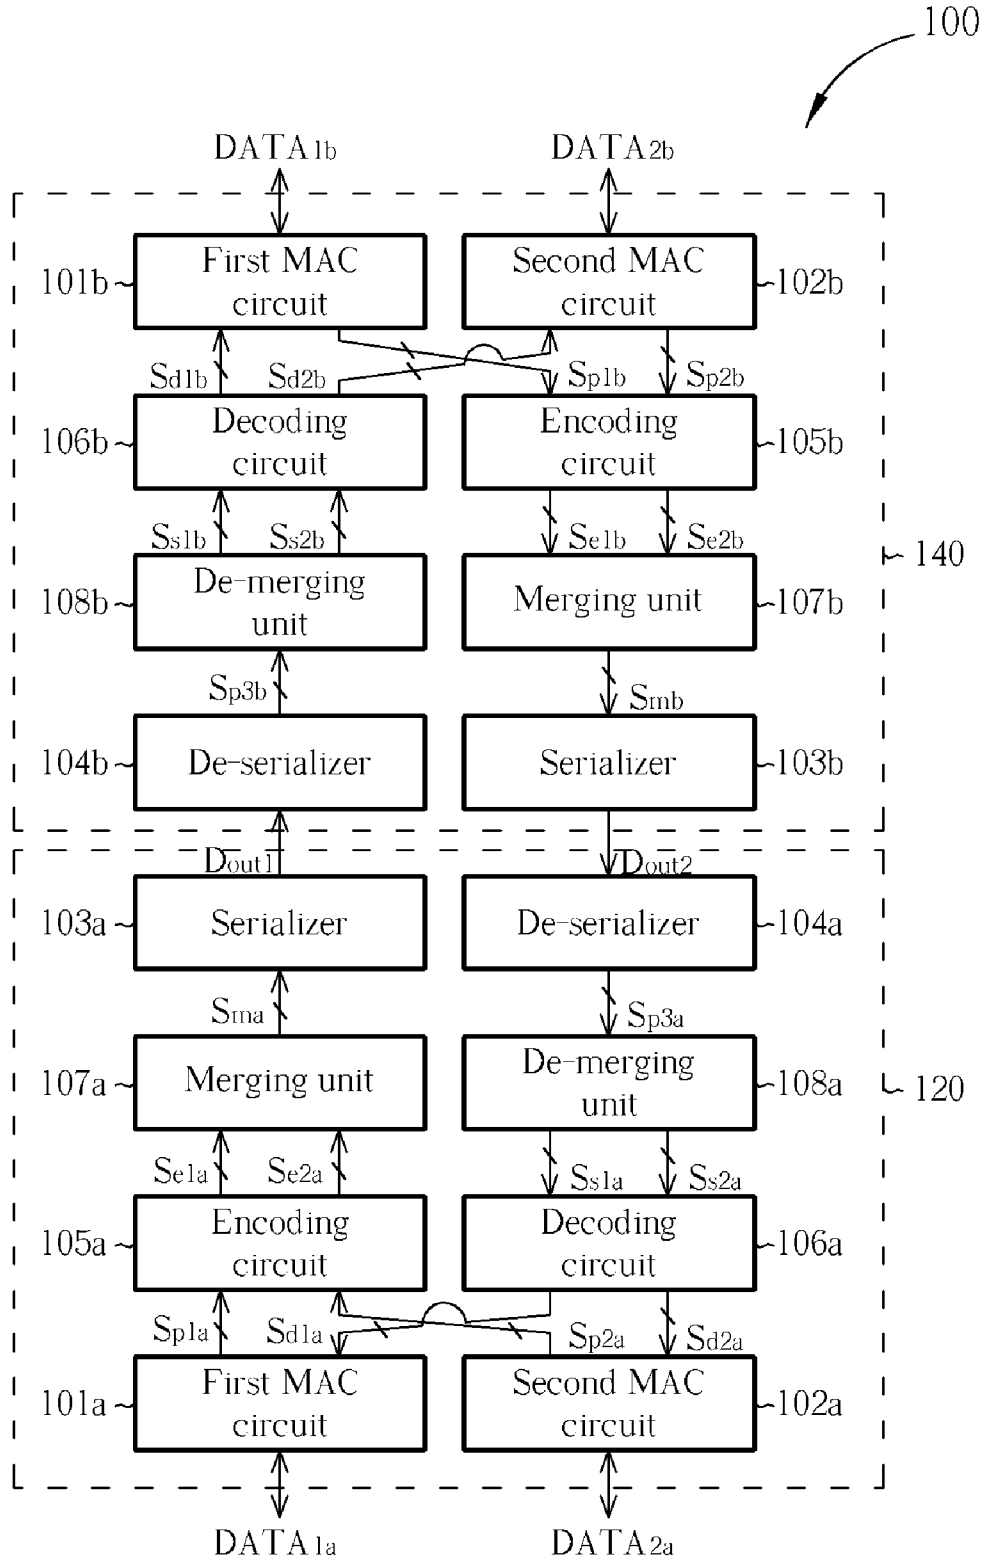 100
DATA1b DATA2b
101b First MAC circuit Second MAC circuit 102b
Sd1b Sd2b Sp1b Sp2b
106b Decoding circuit Encoding circuit 105b
Ss1b Ss2b Se1b Se2b
140
108b De-merging unit Merging unit 107b
Sp3b Smb
104b De-serializer Serializer 103b
Dout1 Dout2
103a Serializer De-serializer 104a
Sma Sp3a
107a Merging unit De-merging unit 108a
120
Se1a Se2a Ss1a Ss2a
105a Encoding circuit Decoding circuit 106a
Sp1a Sd1a Sp2a Sd2a
101a First MAC circuit Second MAC circuit 102a
DATA1a DATA2a